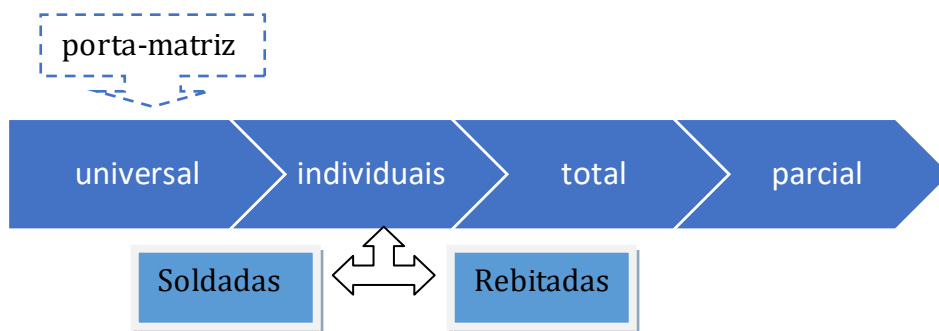 porta-matriz
universal
individuais
total
parcial
Soldadas
Rebitadas